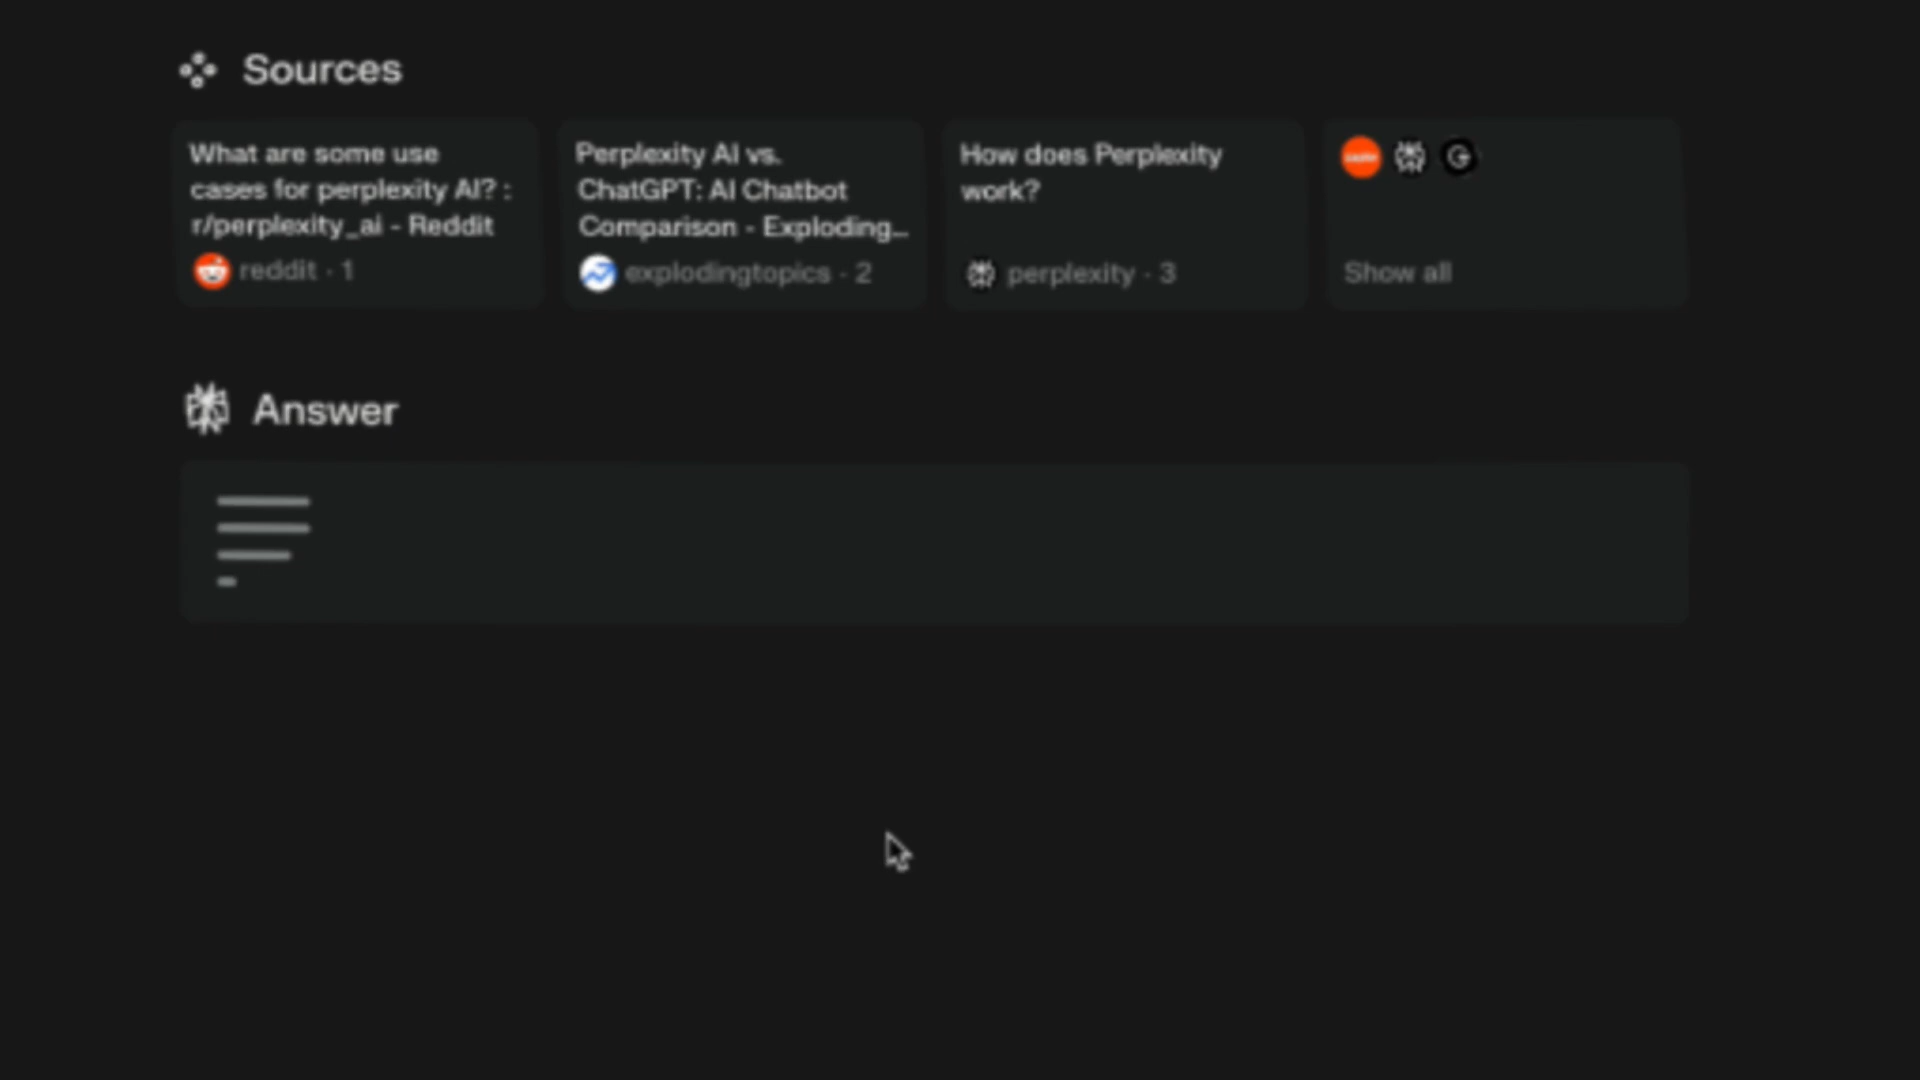 Sources
What are some use
cases for perplexity AI? :
r/perplexity_ai - Reddit
reddit · 1
Perplexity AI vs.
ChatGPT: AI Chatbot
Comparison - Exploding...
explodingtopics · 2
How does Perplexity
work?
perplexity · 3
Show all
Answer